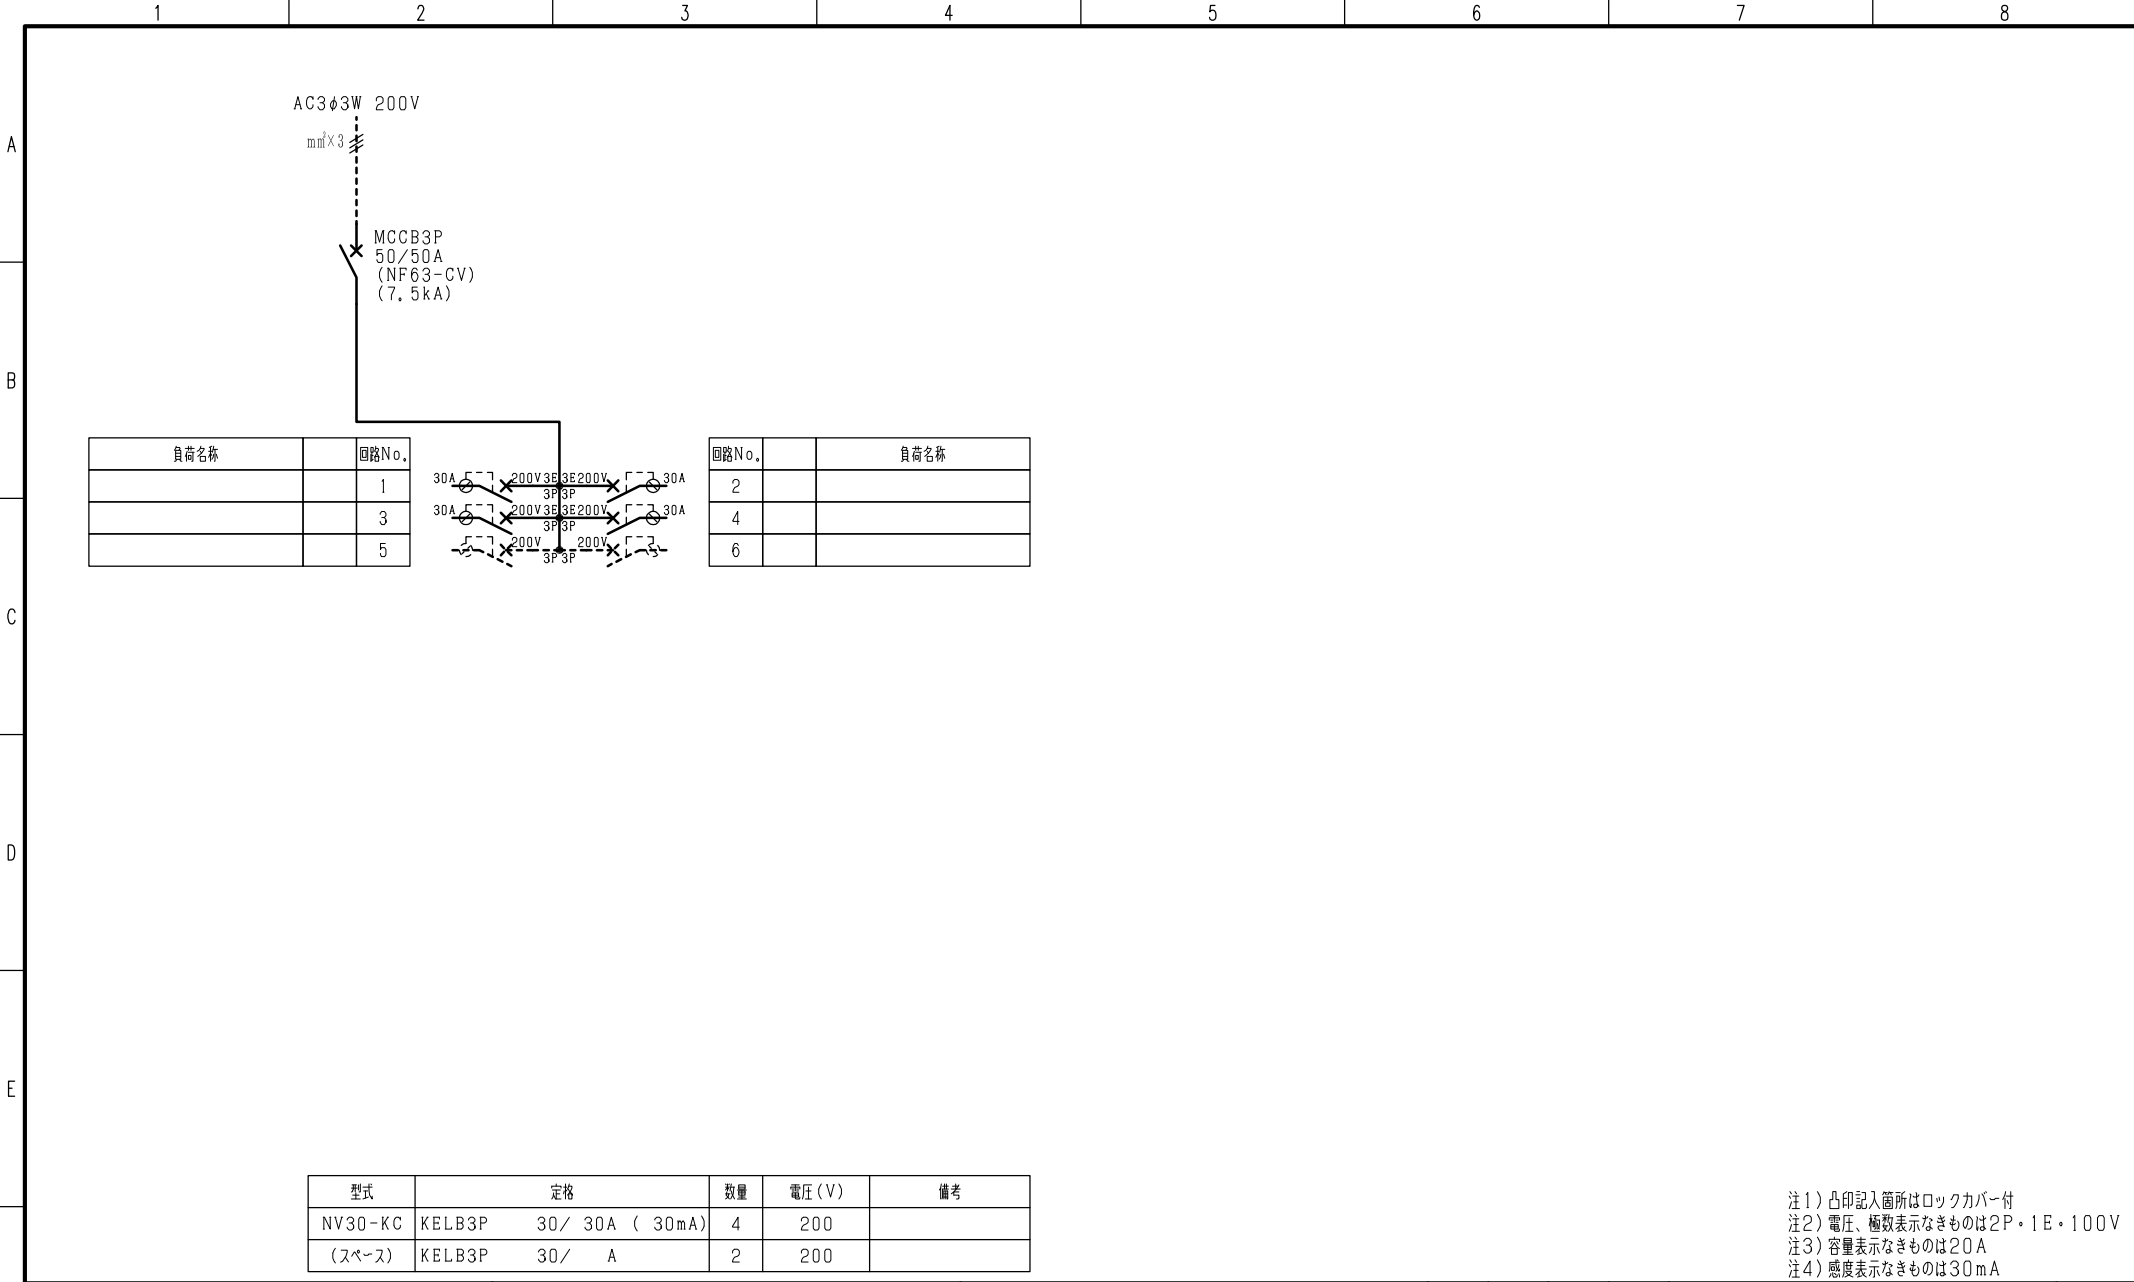 1 2 3 4 5 6 7 8
A
B
C
D
E
AC3φ3W 200V
mm²×3
MCCB3P
50/50A
(NF63-CV)
(7.5kA)
負荷名称 回路No. 回路No. 負荷名称
1 30A 200V 3E 3E 200V 30A 2
3P 3P
3 30A 200V 3E 3E 200V 30A 4
3P 3P
5 200V 200V 6
3P 3P
型式 定格 数量 電圧(V) 備考
NV30-KC KELB3P 30/ 30A ( 30mA) 4 200
(スペース) KELB3P 30/ A 2 200
注1)凸印記入箇所はロックカバー付
注2)電圧、極数表示なきものは2P・1E・100V
注3)容量表示なきものは20A
注4)感度表示なきものは30mA